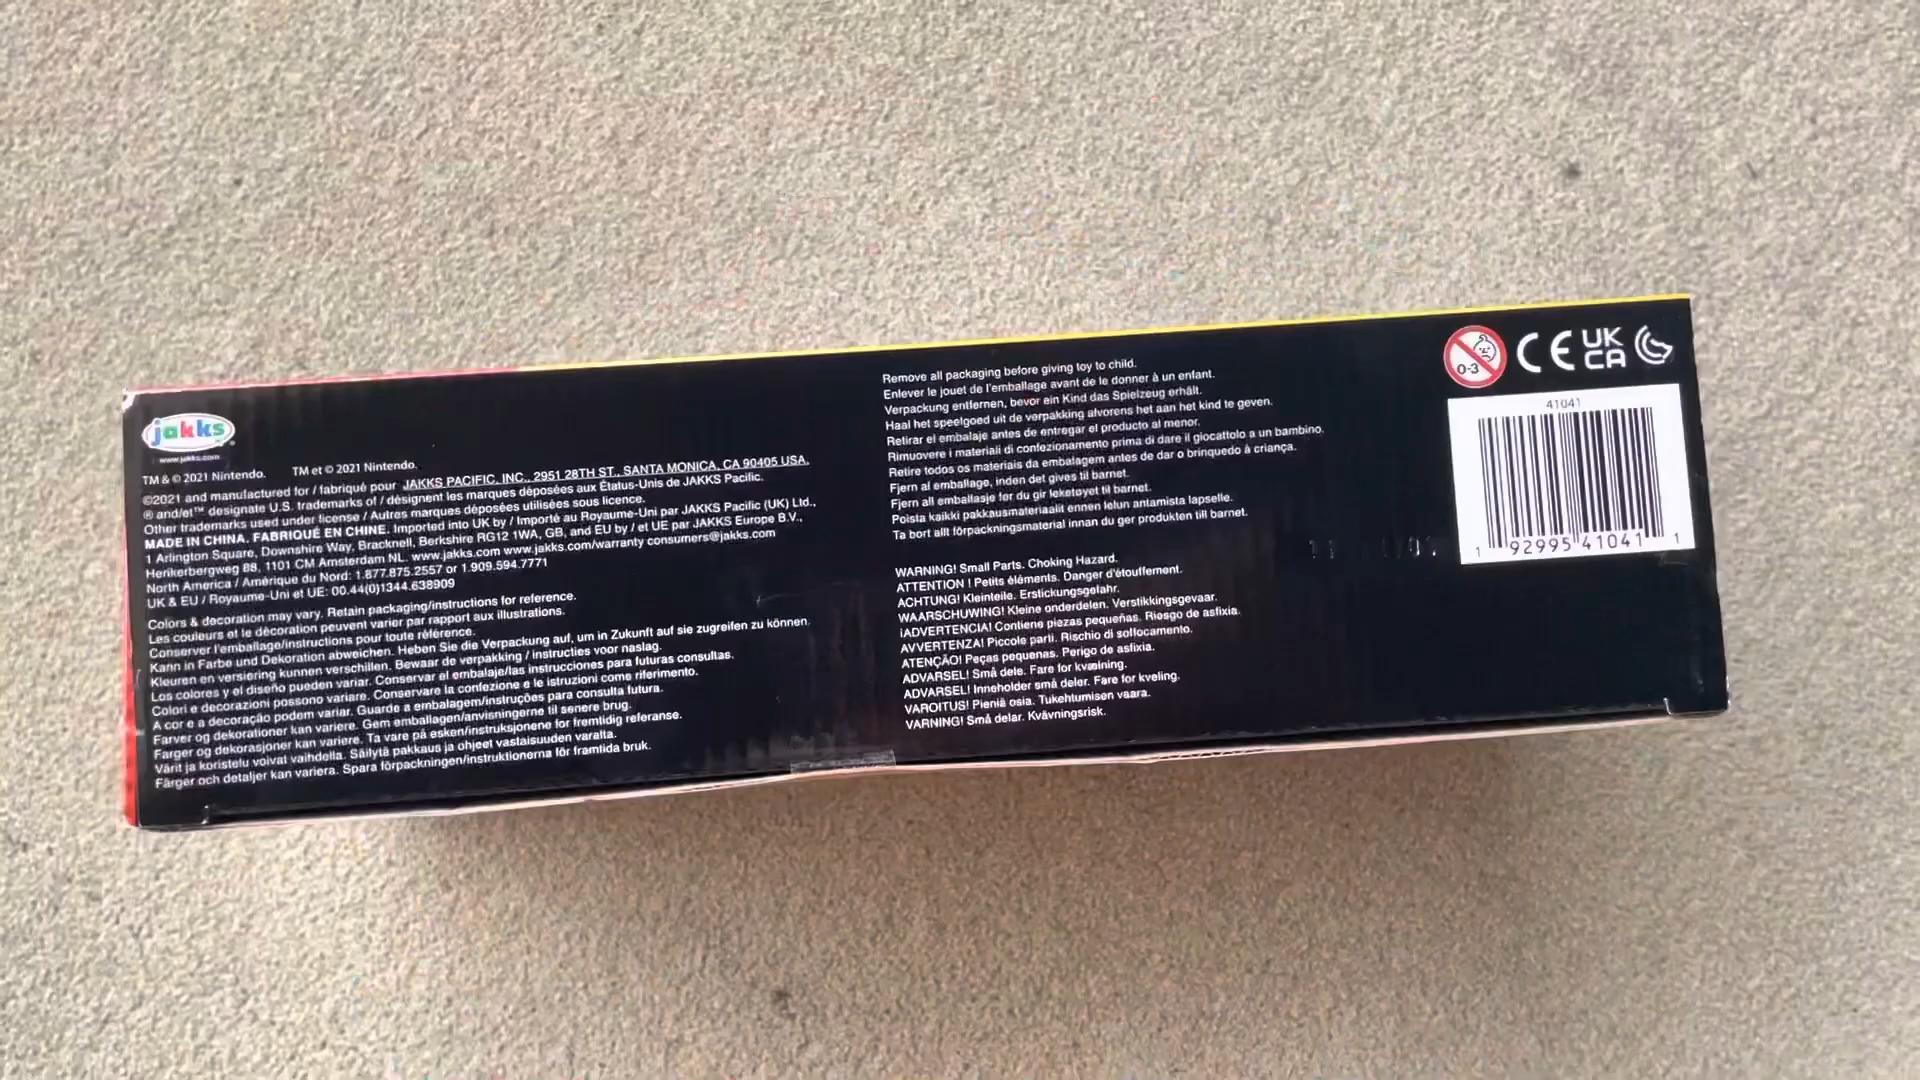 jakks
www.jakks.com
TM & © 2021 Nintendo. TM et © 2021 Nintendo.
©2021 and manufactured for / fabriqué pour JAKKS PACIFIC, INC., 2951 28TH ST., SANTA MONICA, CA 90405 USA.
® and/et™ designate U.S. trademarks of / désignent les marques déposées aux États-Unis de JAKKS Pacific.
Other trademarks used under license / Autres marques déposées utilisées sous licence.
MADE IN CHINA. FABRIQUÉ EN CHINE. Imported into UK by / Importé au Royaume-Uni par JAKKS Pacific (UK) Ltd.,
1 Arlington Square, Downshire Way, Bracknell, Berkshire RG12 1WA, GB, and EU by / et UE par JAKKS Europe B.V.,
Herikerbergweg 88, 1101 CM Amsterdam NL. www.jakks.com www.jakks.com/warranty consumers@jakks.com
North America / Amérique du Nord: 1.877.875.2557 or 1.909.594.7771
UK & EU / Royaume-Uni et UE: 00.44(0)1344.638909
Colors & decoration may vary. Retain packaging/instructions for reference.
Les couleurs et le décoration peuvent varier par rapport aux illustrations.
Conserver l'emballage/instructions pour toute référence.
Kann in Farbe und Dekoration abweichen. Heben Sie die Verpackung auf, um in Zukunft auf sie zugreifen zu können.
Kleuren en versiering kunnen verschillen. Bewaar de verpakking / instructies voor naslag.
Los colores y el diseño pueden variar. Conservar el embalaje/las instrucciones para futuras consultas.
Colori e decorazioni possono variare. Conservare la confezione e le istruzioni come riferimento.
A cor e a decoração podem variar. Guarde a embalagem/instruções para consulta futura.
Farver og dekorationer kan variere. Gem emballagen/anvisningerne til senere brug.
Farger og dekorasjoner kan variere. Ta vare på esken/instruksjonene for fremlidig referanse.
Värit ja koristelu voivat vaihdella. Säilytä pakkaus ja ohjeet vastaisuuden varalta.
Färger och detaljer kan variera. Spara förpackningen/instruktionerna för framtida bruk.
Remove all packaging before giving toy to child.
Enlever le jouet de l'emballage avant de le donner à un enfant.
Verpackung entfernen, bevor ein Kind das Spielzeug erhält.
Haal het speelgoed uit de verpakking alvorens het aan het kind te geven.
Retirar el embalaje antes de entregar el producto al menor.
Rimuovere i materiali di confezionamento prima di dare il giocattolo a un bambino.
Retire todos os materiais da embalagem antes de dar o brinquedo à criança.
Fjern al emballage, inden det gives til barnet.
Fjern all emballasje før du gir leketøyet til barnet.
Poista kaikki pakkausmateriaalit ennen lelun antamista lapselle.
Ta bort allt förpackningsmaterial innan du ger produkten till barnet.
WARNING! Small Parts. Choking Hazard.
ATTENTION ! Petits éléments. Danger d'étouffement.
ACHTUNG! Kleinteile. Erstickungsgefahr.
WAARSCHUWING! Kleine onderdelen. Verstikkingsgevaar.
¡ADVERTENCIA! Contiene piezas pequeñas. Riesgo de asfixia.
AVVERTENZA! Piccole parti. Rischio di soffocamento.
ATENÇÃO! Peças pequenas. Perigo de asfixia.
ADVARSEL! Små dele. Fare for kvælning.
ADVARSEL! Inneholder små deler. Fare for kveling.
VAROITUS! Pieniä osia. Tukehtumisen vaara.
VARNING! Små delar. Kvävningsrisk.
0-3 CE UK CA
41041
1 92995 41041 1